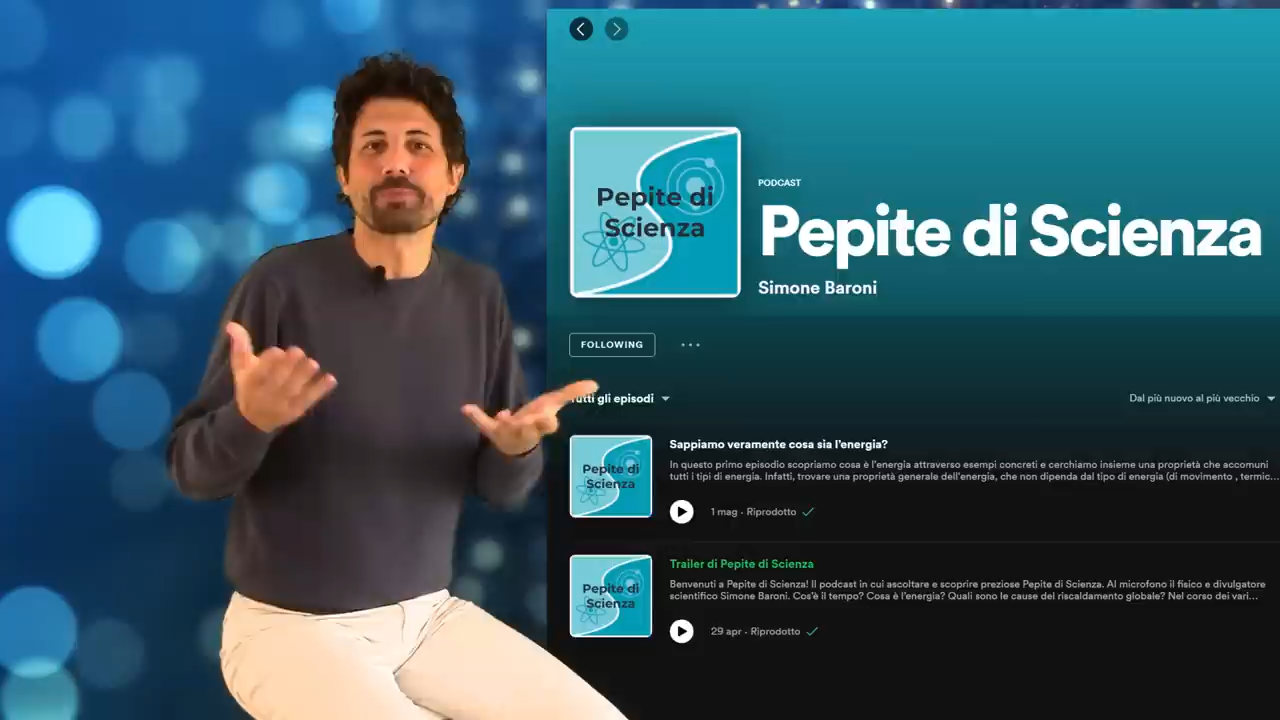 Pepite di
Scienza
PODCAST
Pepite di Scienza
Simone Baroni
FOLLOWING
Tutti gli episodi
Dal più nuovo al più vecchio
Pepite di
Scienza
Sappiamo veramente cosa sia l'energia?
In questo primo episodio scopriamo cosa è l'energia attraverso esempi concreti e cerchiamo insieme una proprietà che accomuni
tutti i tipi di energia. Infatti, trovare una proprietà generale dell'energia, che non dipenda dal tipo di energia (di movimento , termic...
1 mag · Riprodotto
Pepite di
Scienza
Trailer di Pepite di Scienza
Benvenuti a Pepite di Scienza! Il podcast in cui ascoltare e scoprire preziose Pepite di Scienza. Al microfono il fisico e divulgatore
scientifico Simone Baroni. Cos'è il tempo? Cosa è l'energia? Quali sono le cause del riscaldamento globale? Nel corso dei vari...
29 apr · Riprodotto